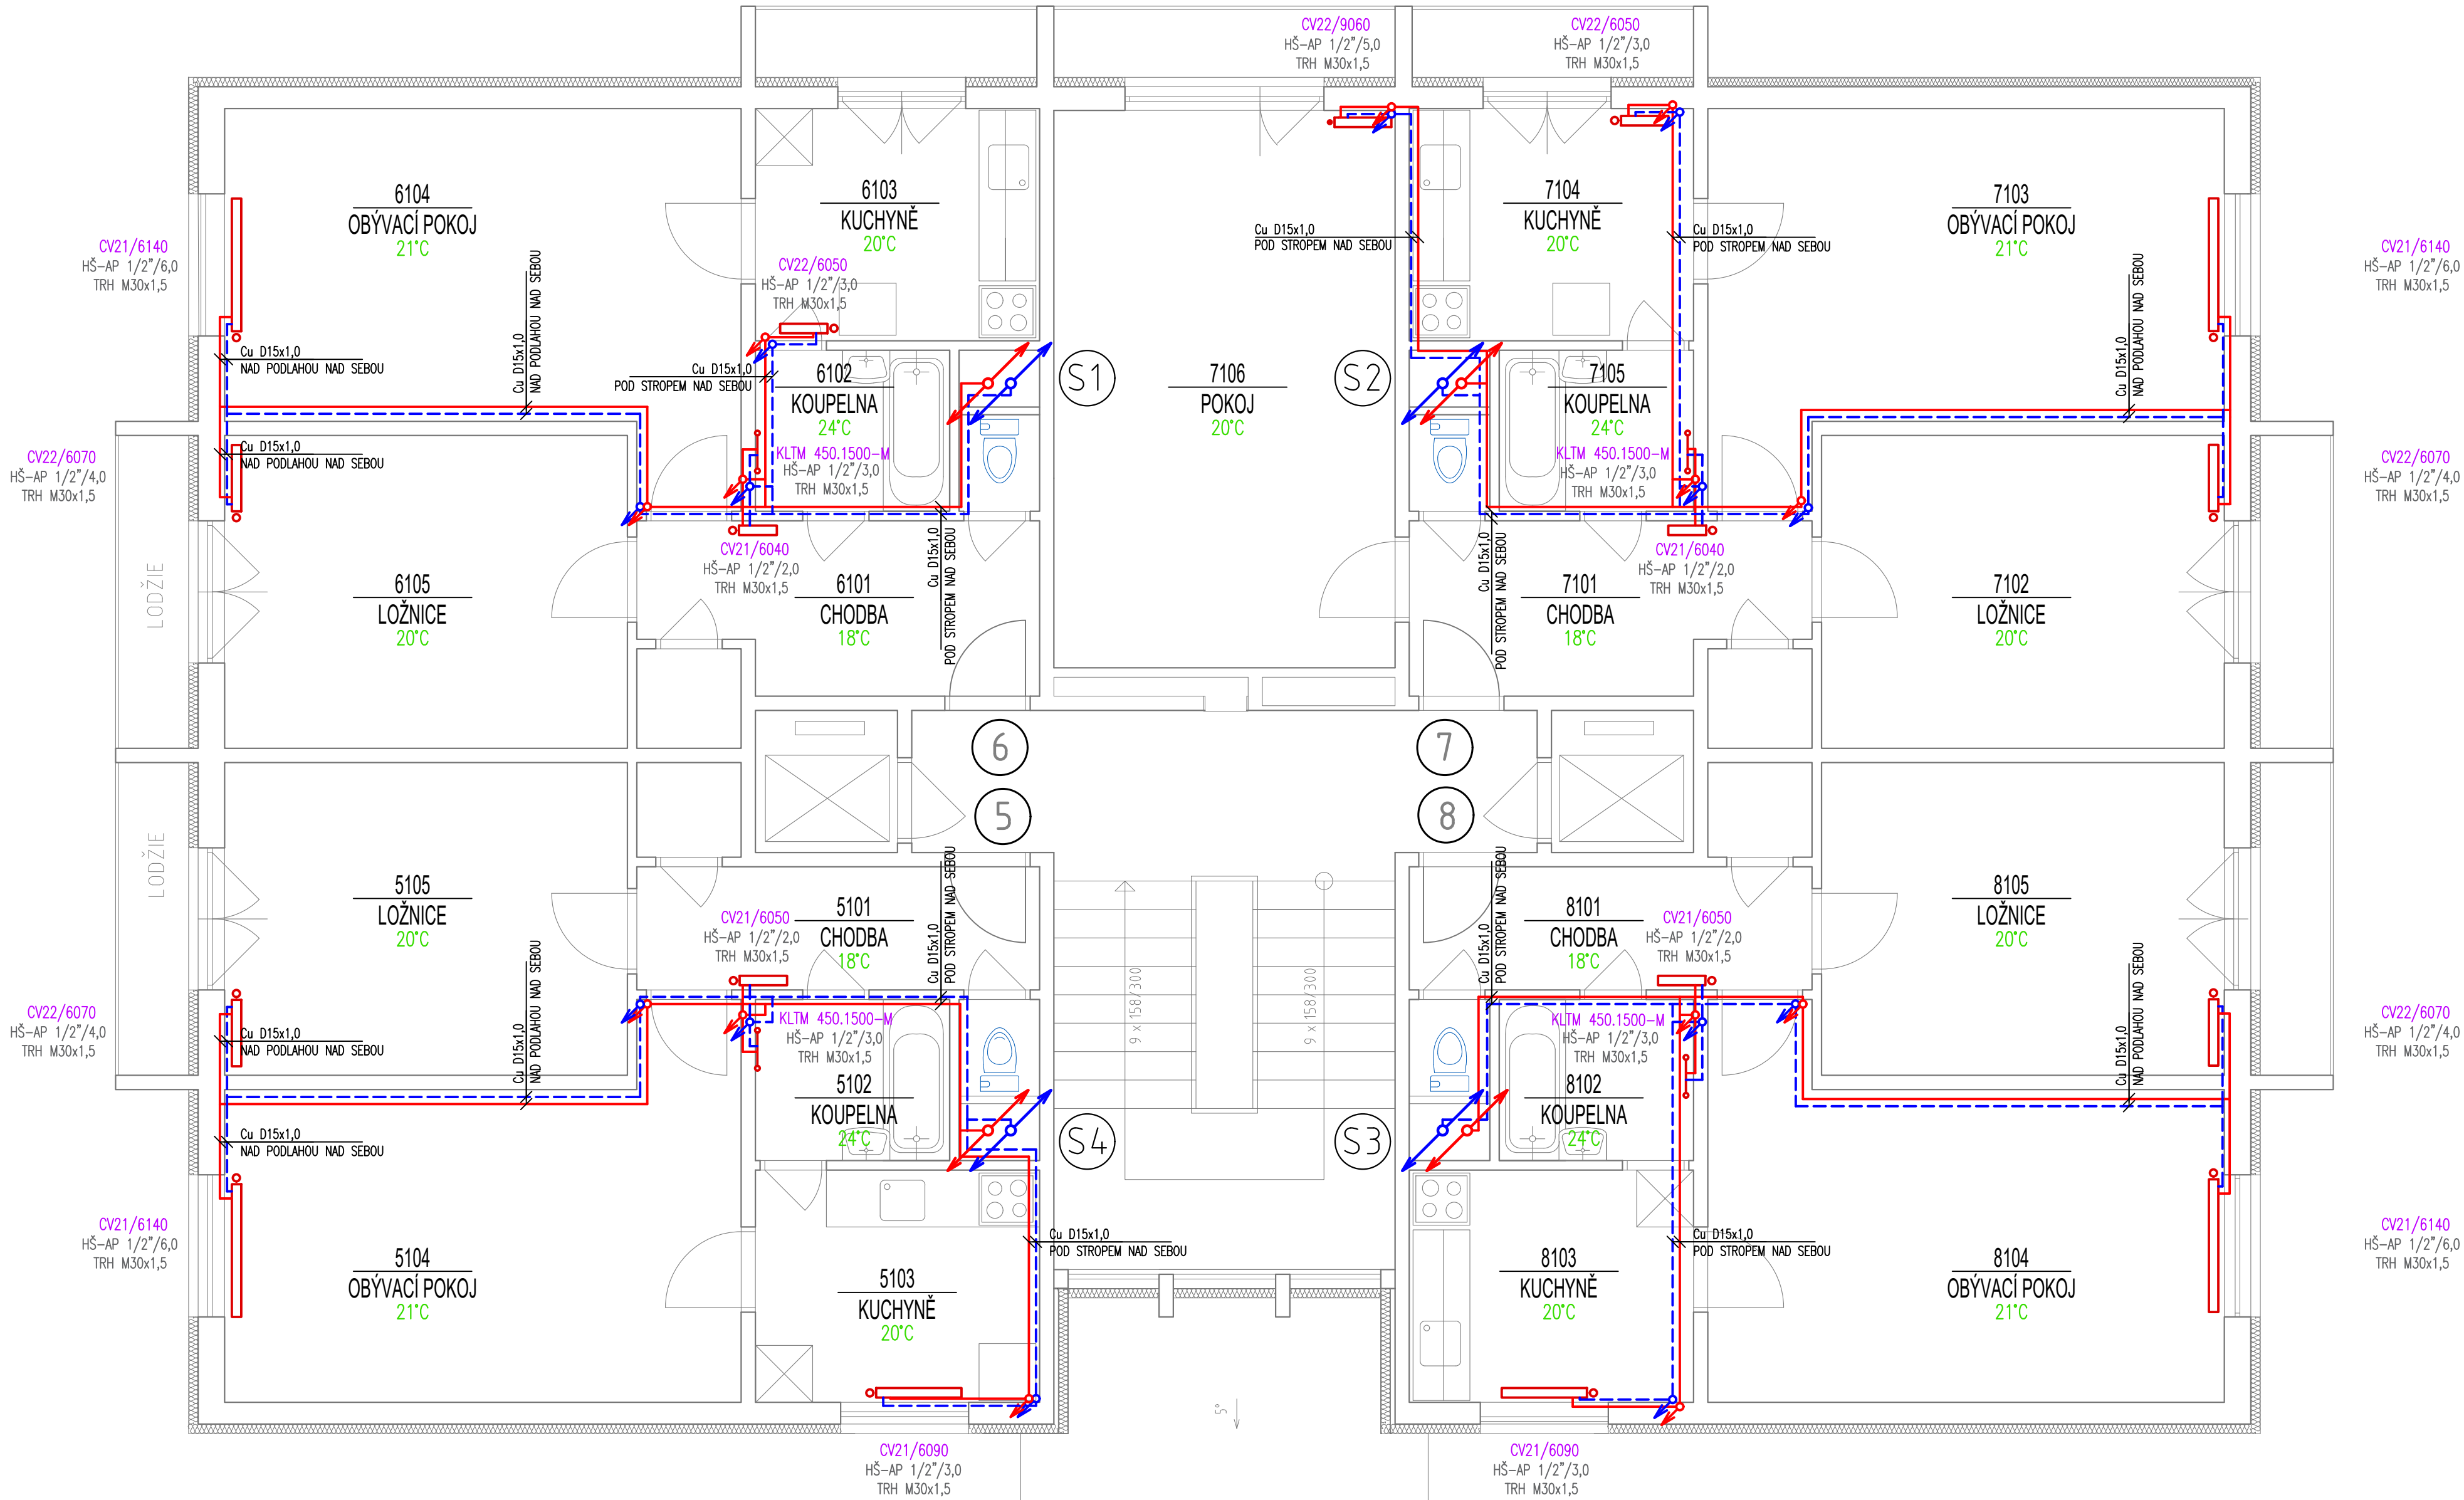 CV22/9060
HŠ-AP 1/2"/5,0
TRH M30x1,5
CV22/6050
HŠ-AP 1/2"/3,0
TRH M30x1,5
6104
OBÝVACÍ POKOJ
21°C
6103
KUCHYNĚ
20°C
7104
KUCHYNĚ
20°C
7103
OBÝVACÍ POKOJ
21°C
CV21/6140
HŠ-AP 1/2"/6,0
TRH M30x1,5
CV22/6050
HŠ-AP 1/2"/3,0
TRH M30x1,5
Cu D15x1,0
POD STROPEM NAD SEBOU
Cu D15x1,0
POD STROPEM NAD SEBOU
CV21/6140
HŠ-AP 1/2"/6,0
TRH M30x1,5
Cu D15x1,0
NAD PODLAHOU NAD SEBOU
Cu D15x1,0
NAD PODLAHOU NAD SEBOU
Cu D15x1,0
POD STROPEM NAD SEBOU
Cu D15x1,0
NAD PODLAHOU NAD SEBOU
6102
KOUPELNA
24°C
S1
7106
POKOJ
20°C
S2
7105
KOUPELNA
24°C
CV22/6070
HŠ-AP 1/2"/4,0
TRH M30x1,5
Cu D15x1,0
NAD PODLAHOU NAD SEBOU
KLTM 450.1500-M
HŠ-AP 1/2"/3,0
TRH M30x1,5
KLTM 450.1500-M
HŠ-AP 1/2"/3,0
TRH M30x1,5
CV22/6070
HŠ-AP 1/2"/4,0
TRH M30x1,5
CV21/6040
HŠ-AP 1/2"/2,0
TRH M30x1,5
Cu D15x1,0
POD STROPEM NAD SEBOU
Cu D15x1,0
POD STROPEM NAD SEBOU
CV21/6040
HŠ-AP 1/2"/2,0
TRH M30x1,5
LODŽIE
6105
LOŽNICE
20°C
6101
CHODBA
18°C
7101
CHODBA
18°C
7102
LOŽNICE
20°C
6
7
5
8
LODŽIE
5105
LOŽNICE
20°C
CV21/6050
HŠ-AP 1/2"/2,0
TRH M30x1,5
5101
CHODBA
18°C
Cu D15x1,0
POD STROPEM NAD SEBOU
Cu D15x1,0
POD STROPEM NAD SEBOU
8101
CHODBA
18°C
CV21/6050
HŠ-AP 1/2"/2,0
TRH M30x1,5
8105
LOŽNICE
20°C
9 x 158/300
9 x 158/300
CV22/6070
HŠ-AP 1/2"/4,0
TRH M30x1,5
Cu D15x1,0
NAD PODLAHOU NAD SEBOU
Cu D15x1,0
NAD PODLAHOU NAD SEBOU
KLTM 450.1500-M
HŠ-AP 1/2"/3,0
TRH M30x1,5
KLTM 450.1500-M
HŠ-AP 1/2"/3,0
TRH M30x1,5
Cu D15x1,0
NAD PODLAHOU NAD SEBOU
CV22/6070
HŠ-AP 1/2"/4,0
TRH M30x1,5
5102
KOUPELNA
24°C
S4
S3
8102
KOUPELNA
24°C
Cu D15x1,0
NAD PODLAHOU NAD SEBOU
CV21/6140
HŠ-AP 1/2"/6,0
TRH M30x1,5
Cu D15x1,0
POD STROPEM NAD SEBOU
Cu D15x1,0
POD STROPEM NAD SEBOU
CV21/6140
HŠ-AP 1/2"/6,0
TRH M30x1,5
5104
OBÝVACÍ POKOJ
21°C
5103
KUCHYNĚ
20°C
8103
KUCHYNĚ
20°C
8104
OBÝVACÍ POKOJ
21°C
5°
CV21/6090
HŠ-AP 1/2"/3,0
TRH M30x1,5
CV21/6090
HŠ-AP 1/2"/3,0
TRH M30x1,5